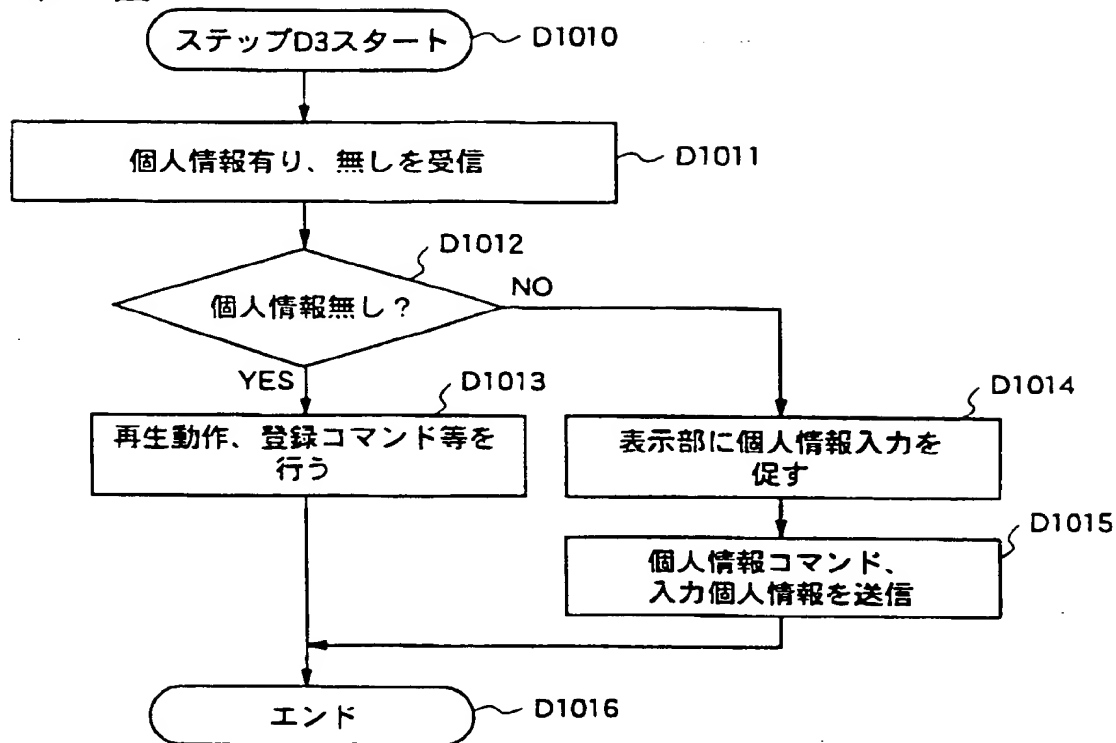 ステップD3スタート
D1010
個人情報有り、無しを受信
D1011
D1012
個人情報無し？
NO
YES
D1013
再生動作、登録コマンド等を
行う
D1014
表示部に個人情報入力を
促す
D1015
個人情報コマンド、
入力個人情報を送信
エンド
D1016